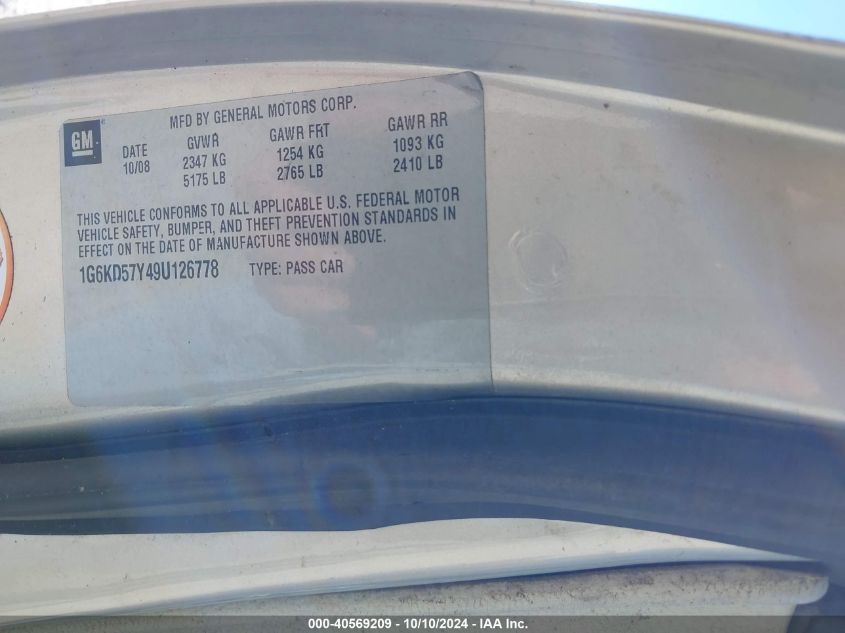 MFD BY GENERAL MOTORS CORP.
GM
DATE GVWR GAWR FRT GAWR RR
10/08 2347 KG 1254 KG 1093 KG
5175 LB 2765 LB 2410 LB
THIS VEHICLE CONFORMS TO ALL APPLICABLE U.S. FEDERAL MOTOR
VEHICLE SAFETY, BUMPER, AND THEFT PREVENTION STANDARDS IN
EFFECT ON THE DATE OF MANUFACTURE SHOWN ABOVE.
1G6KD57Y49U126778 TYPE: PASS CAR
000-40569209 - 10/10/2024 - IAA Inc.